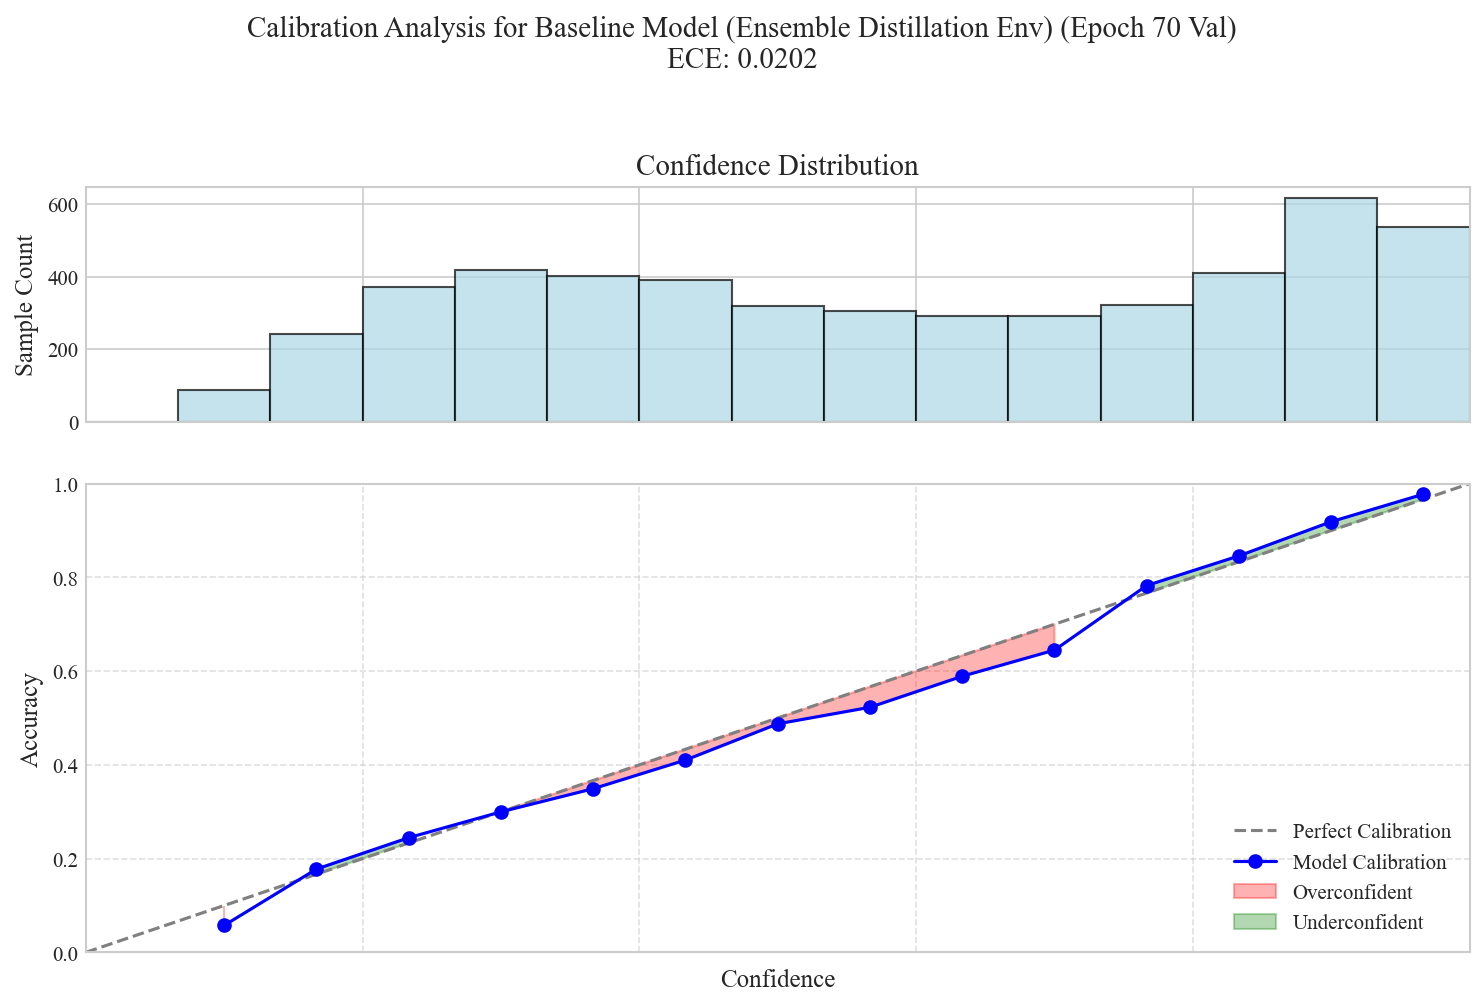 Calibration Analysis for Baseline Model (Ensemble Distillation Env) (Epoch 70 Val)
ECE: 0.0202
Confidence Distribution
Sample Count
600
400
200
0
Accuracy
1.0
0.8
0.6
0.4
0.2
0.0
Perfect Calibration
Model Calibration
Overconfident
Underconfident
Confidence